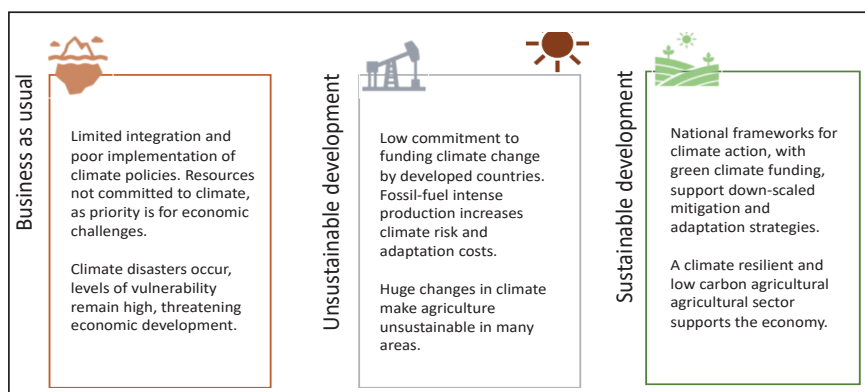 Business as usual
Limited integration and
poor implementation of
climate policies. Resources
not committed to climate,
as priority is for economic
challenges.
Climate disasters occur,
levels of vulnerability
remain high, threatening
economic development.
Unsustainable development
Low commitment to
funding climate change
by developed countries.
Fossil-fuel intense
production increases
climate risk and
adaptation costs.
Huge changes in climate
make agriculture
unsustainable in many
areas.
Sustainable development
National frameworks for
climate action, with
green climate funding,
support down-scaled
mitigation and
adaptation strategies.
A climate resilient and
low carbon agricultural
agricultural sector
supports the economy.